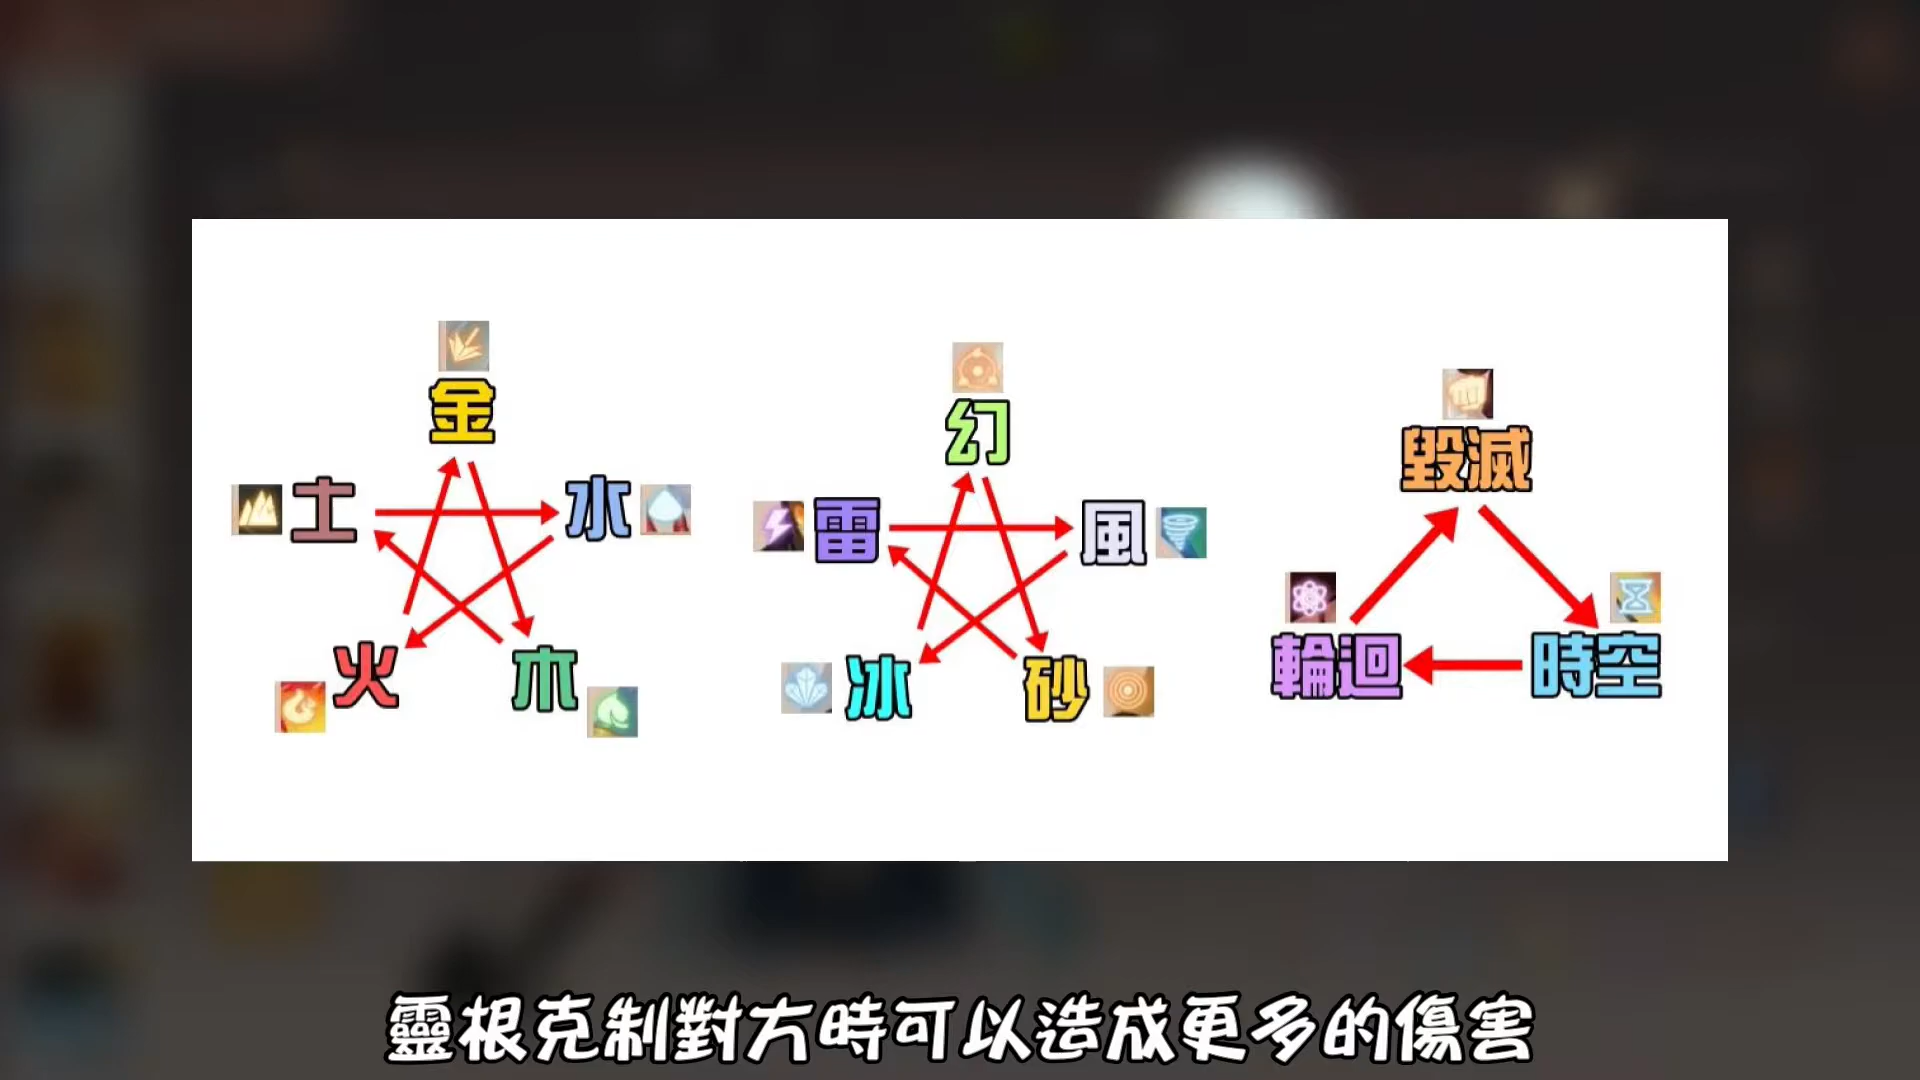 金
土
水
火
木
幻
雷
風
冰
砂
毀滅
輪迴
時空
靈根克制對方時可以造成更多的傷害